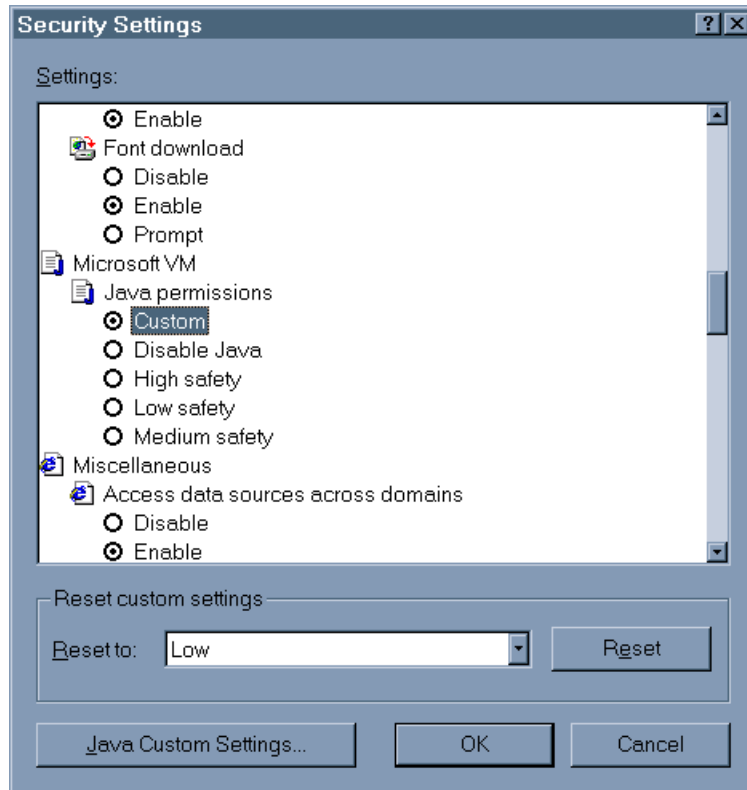 Security Settings
Settings:
Enable
Font download
Disable
Enable
Prompt
Microsoft VM
Java permissions
Custom
Disable Java
High safety
Low safety
Medium safety
Miscellaneous
Access data sources across domains
Disable
Enable
Reset custom settings
Reset to: Low Reset
Java Custom Settings... OK Cancel